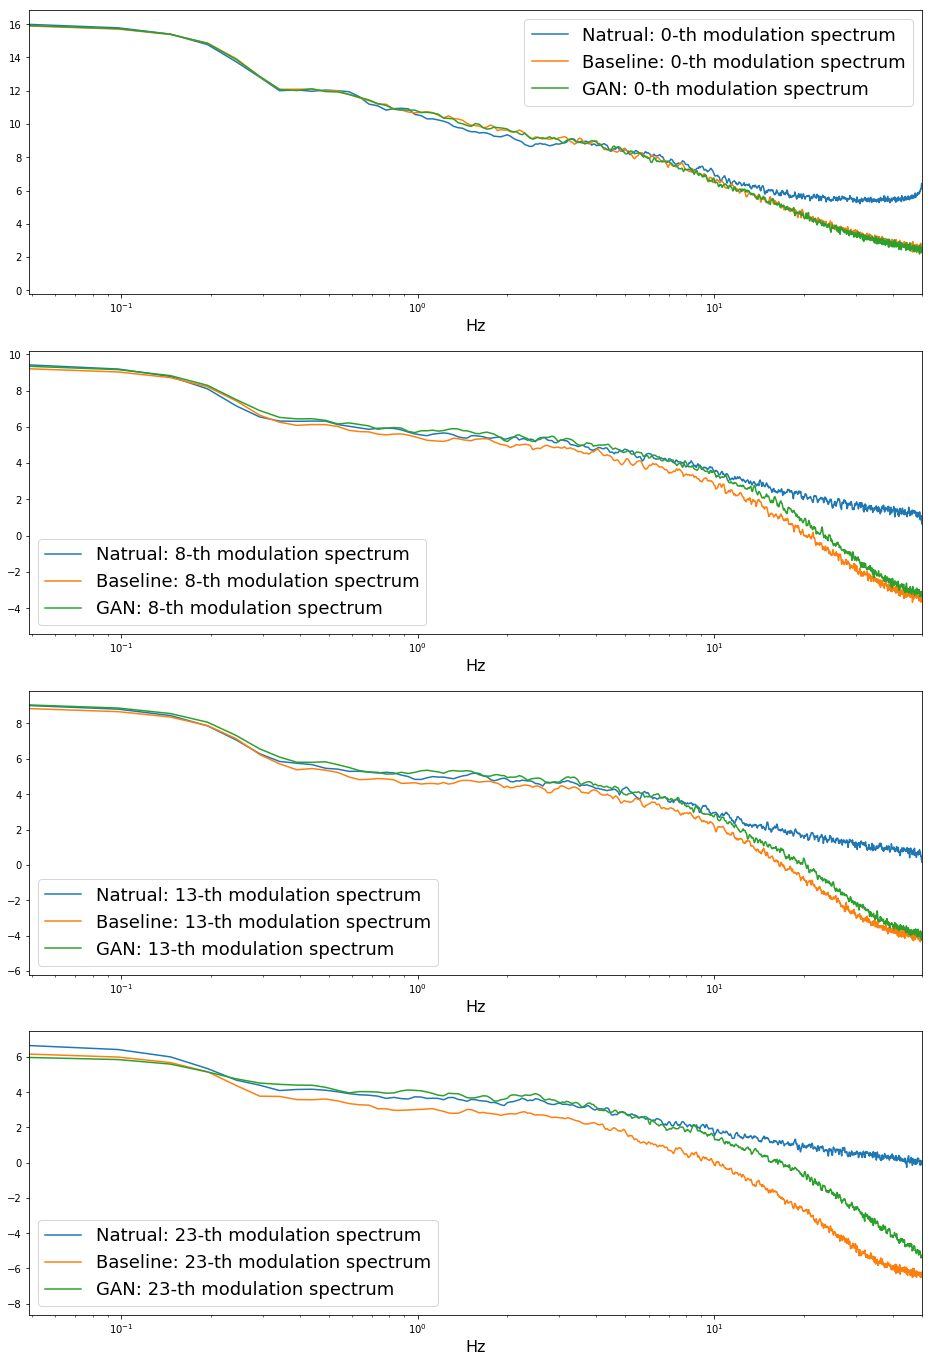 16
14
12
10
8
6
4
2
0
Natrual: 0-th modulation spectrum
Baseline: 0-th modulation spectrum
GAN: 0-th modulation spectrum
10⁻¹ 10⁰ 10¹
Hz
10
8
6
4
2
0
−2
−4
Natrual: 8-th modulation spectrum
Baseline: 8-th modulation spectrum
GAN: 8-th modulation spectrum
10⁻¹ 10⁰ 10¹
Hz
8
6
4
2
0
−2
−4
−6
Natrual: 13-th modulation spectrum
Baseline: 13-th modulation spectrum
GAN: 13-th modulation spectrum
10⁻¹ 10⁰ 10¹
Hz
6
4
2
0
−2
−4
−6
−8
Natrual: 23-th modulation spectrum
Baseline: 23-th modulation spectrum
GAN: 23-th modulation spectrum
10⁻¹ 10⁰ 10¹
Hz